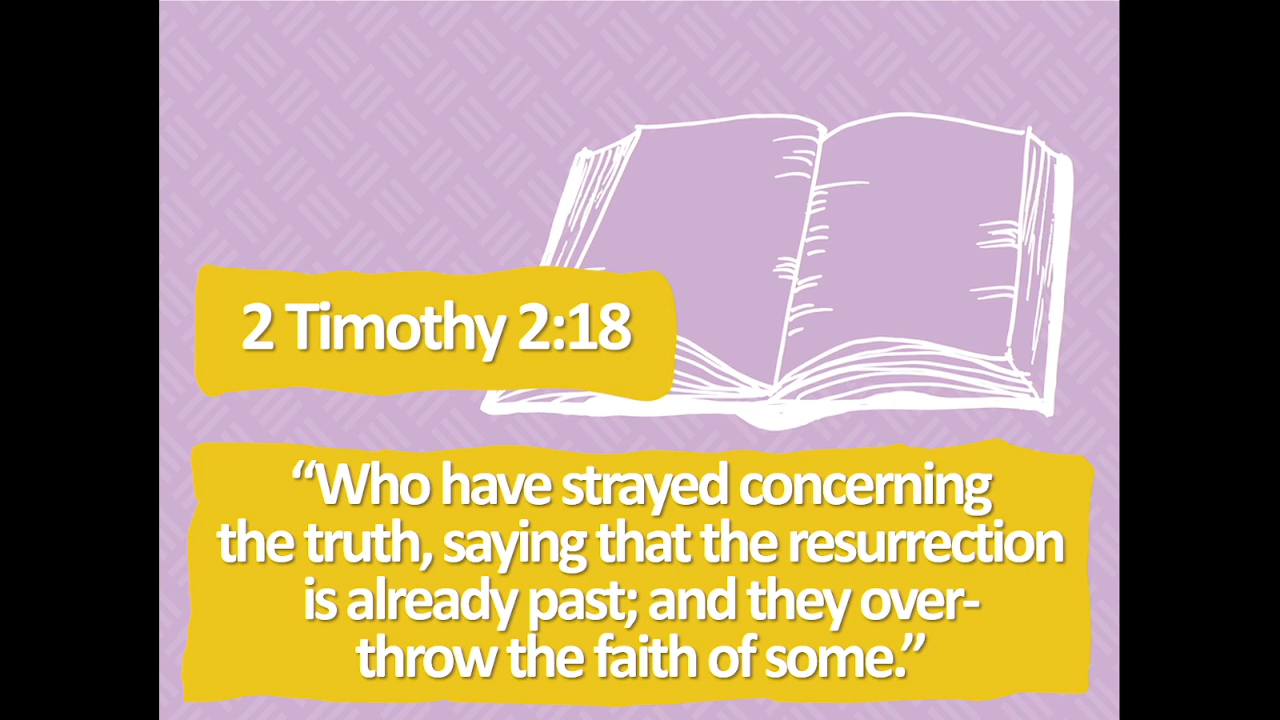 2 Timothy 2:18
“Who have strayed concerning
the truth, saying that the resurrection
is already past; and they over-
throw the faith of some.”